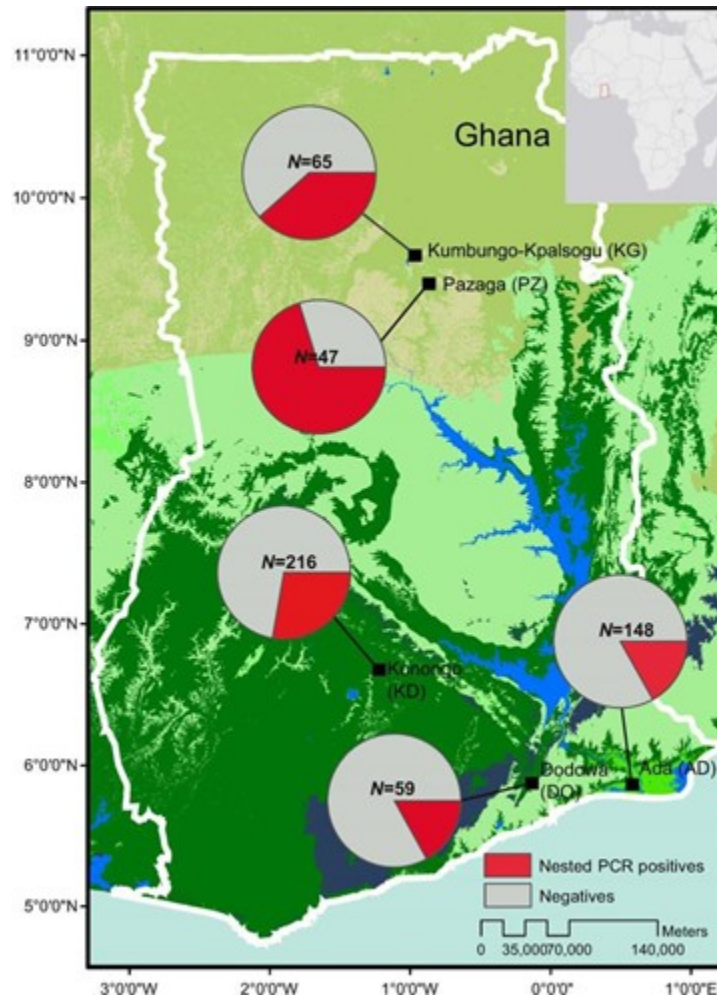 11°0'0"N
10°0'0"N
9°0'0"N
8°0'0"N
7°0'0"N
6°0'0"N
5°0'0"N
Ghana
N=65
Kumbungo-Kpalsogu (KG)
Pazaga (PZ)
N=47
N=216
Konongo
(KD)
N=148
Ada (AD)
Dodowa
(DO)
N=59
Nested PCR positives
Negatives
Meters
0 35,00070,000 140,000
3°0'0"W 2°0'0"W 1°0'0"W 0°0'0" 1°0'0"E